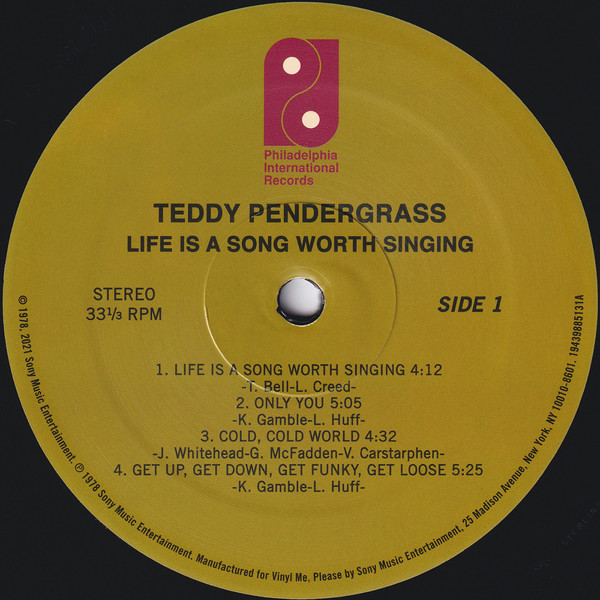 Philadelphia
International
Records
TEDDY PENDERGRASS
LIFE IS A SONG WORTH SINGING
STEREO
33⅓ RPM
SIDE 1
1. LIFE IS A SONG WORTH SINGING 4:12
-T. Bell-L. Creed-
2. ONLY YOU 5:05
-K. Gamble-L. Huff-
3. COLD, COLD WORLD 4:32
-J. Whitehead-G. McFadden-V. Carstarphen-
4. GET UP, GET DOWN, GET FUNKY, GET LOOSE 5:25
-K. Gamble-L. Huff-
© 1978, 2021 Sony Music Entertainment. ℗ 1978 Sony Music Entertainment. Manufactured for Vinyl Me, Please by Sony Music Entertainment, 25 Madison Avenue, New York, NY 10010-8601. 19439885131A